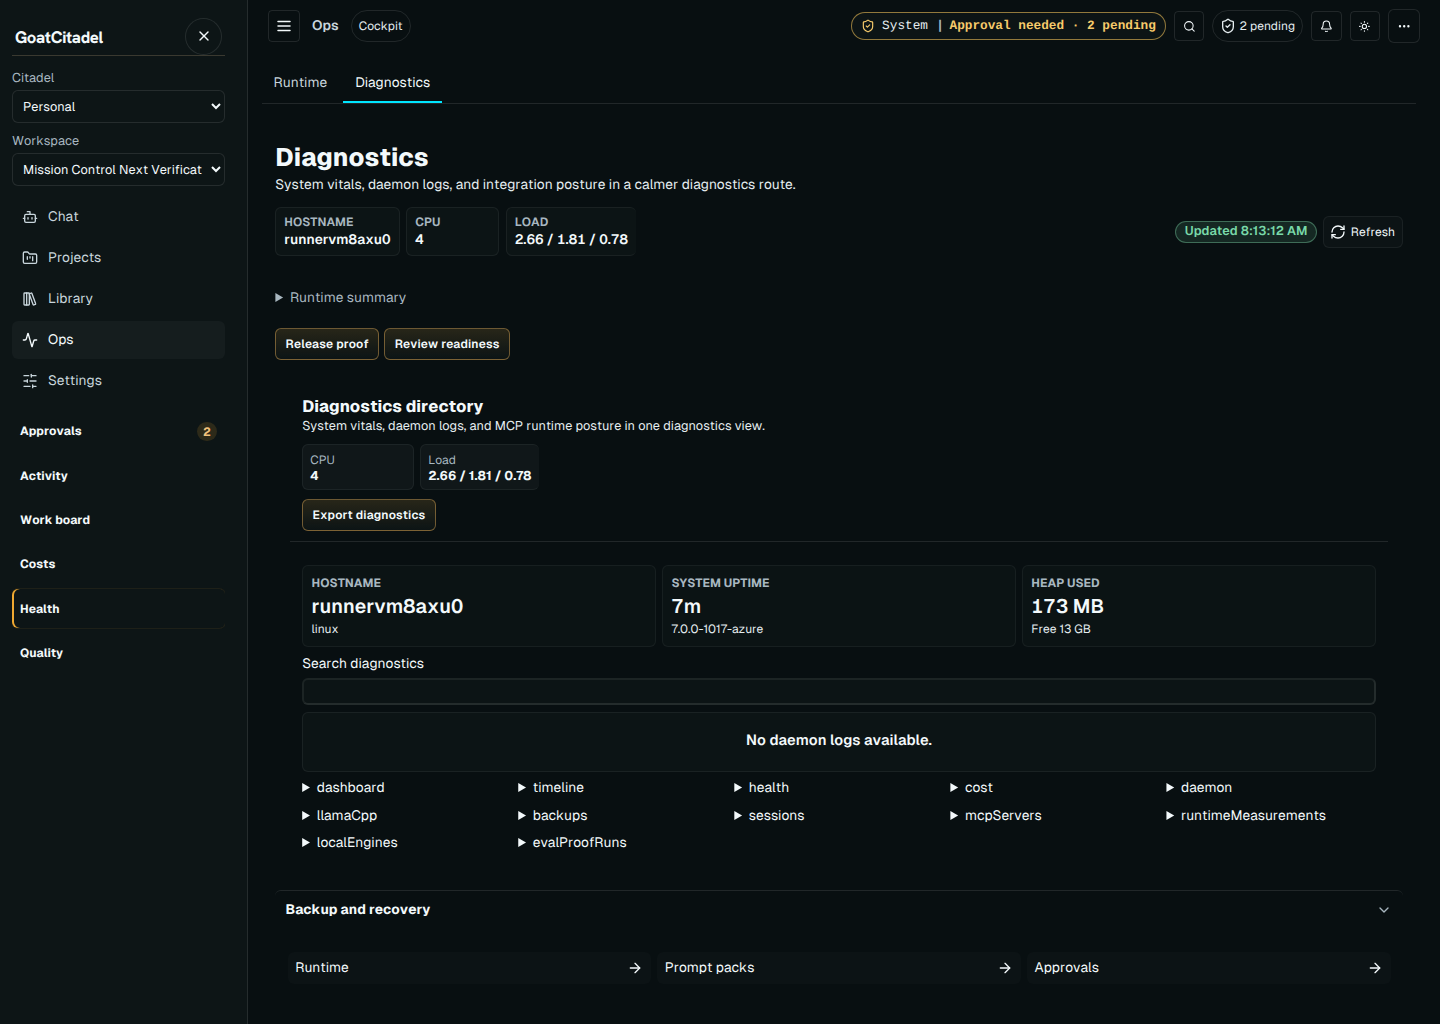 GoatCitadel
Citadel
Personal
Workspace
Mission Control Next Verificat
Chat
Projects
Library
Ops
Settings
Approvals 2
Activity
Work board
Costs
Health
Quality
Ops Cockpit
System | Approval needed · 2 pending
2 pending
Runtime Diagnostics
Diagnostics
System vitals, daemon logs, and integration posture in a calmer diagnostics route.
HOSTNAME
runnervm8axu0
CPU
4
LOAD
2.66 / 1.81 / 0.78
Updated 8:13:12 AM
Refresh
Runtime summary
Release proof
Review readiness
Diagnostics directory
System vitals, daemon logs, and MCP runtime posture in one diagnostics view.
CPU
4
Load
2.66 / 1.81 / 0.78
Export diagnostics
HOSTNAME
runnervm8axu0
linux
SYSTEM UPTIME
7m
7.0.0-1017-azure
HEAP USED
173 MB
Free 13 GB
Search diagnostics
No daemon logs available.
dashboard timeline health cost daemon
llamaCpp backups sessions mcpServers runtimeMeasurements
localEngines evalProofRuns
Backup and recovery
Runtime Prompt packs Approvals